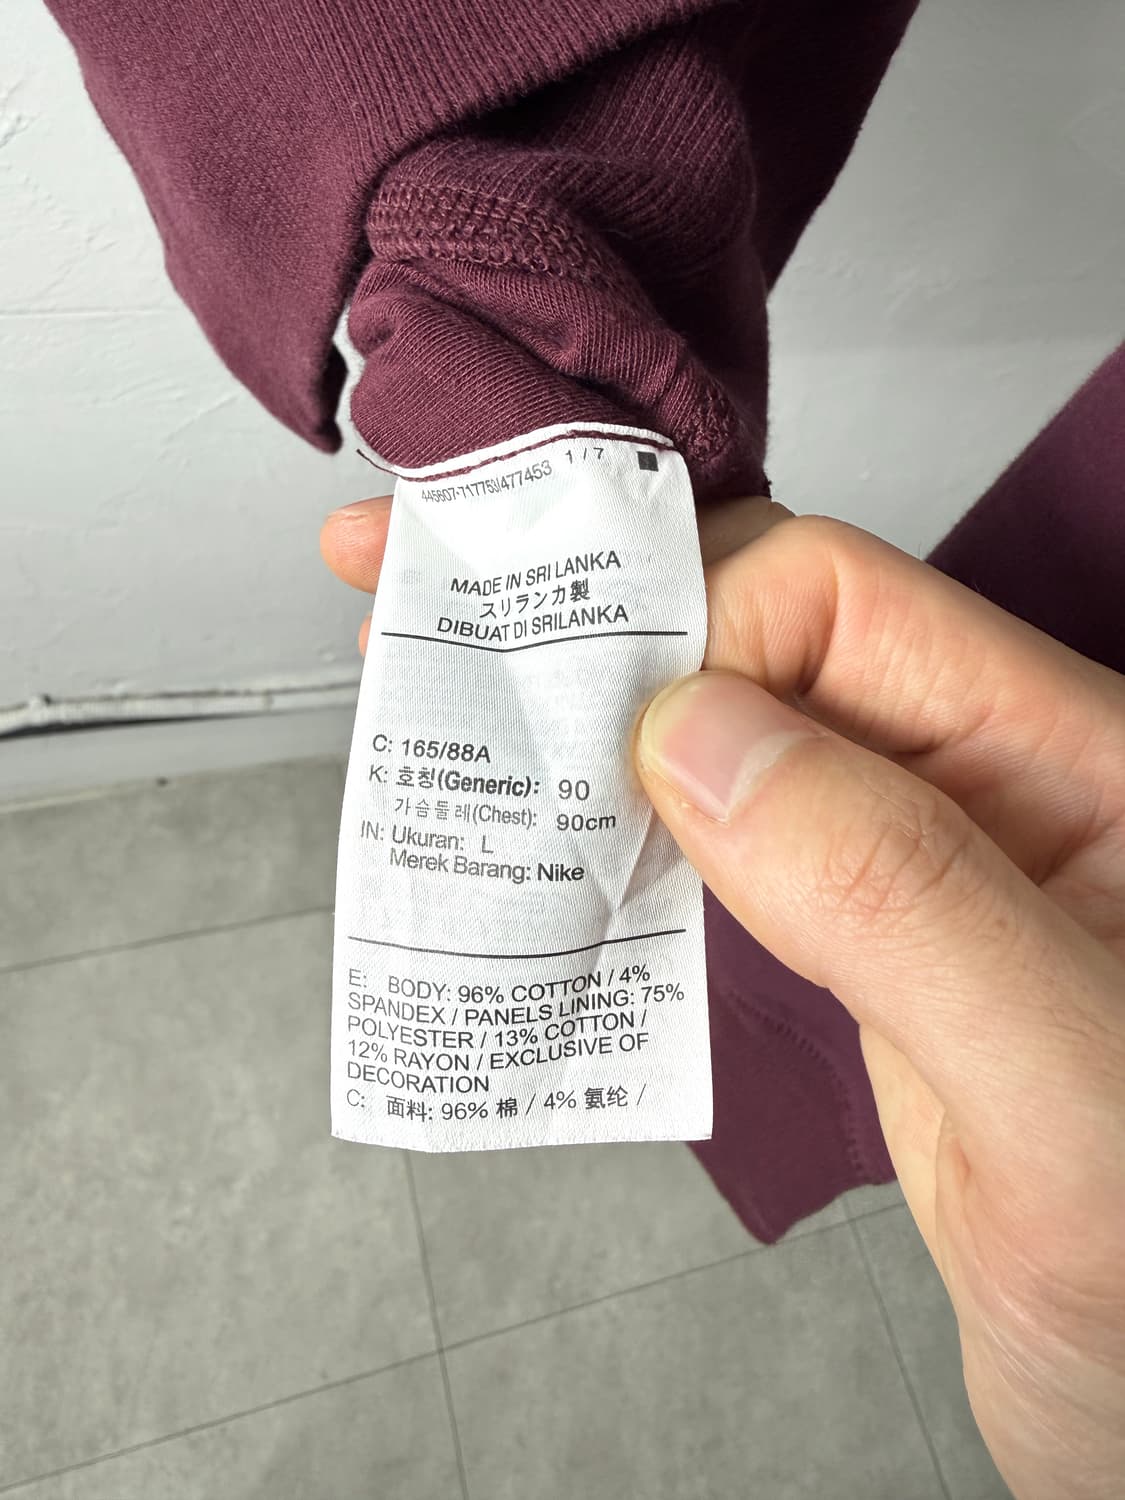 445607-717753/477453 1 / 7
MADE IN SRI LANKA
スリランカ製
DIBUAT DI SRILANKA
C: 165/88A
K: 호칭(Generic): 90
가슴둘레(Chest): 90cm
IN: Ukuran: L
Merek Barang: Nike
E: BODY: 96% COTTON / 4%
SPANDEX / PANELS LINING: 75%
POLYESTER / 13% COTTON /
12% RAYON / EXCLUSIVE OF
DECORATION
C: 面料: 96% 棉 / 4% 氨纶 /